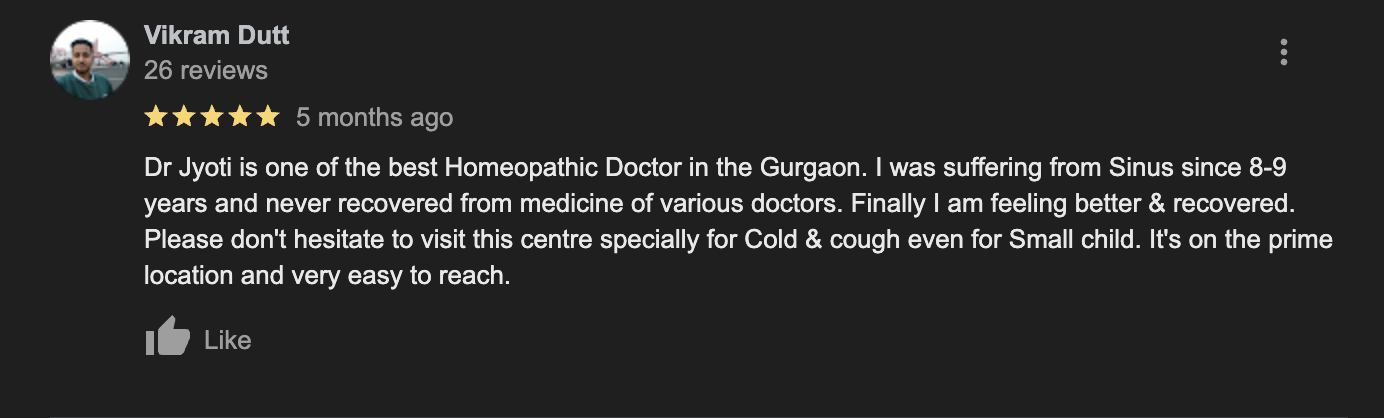 Vikram Dutt
26 reviews
5 months ago
Dr Jyoti is one of the best Homeopathic Doctor in the Gurgaon. I was suffering from Sinus since 8-9
years and never recovered from medicine of various doctors. Finally I am feeling better & recovered.
Please don't hesitate to visit this centre specially for Cold & cough even for Small child. It's on the prime
location and very easy to reach.
Like